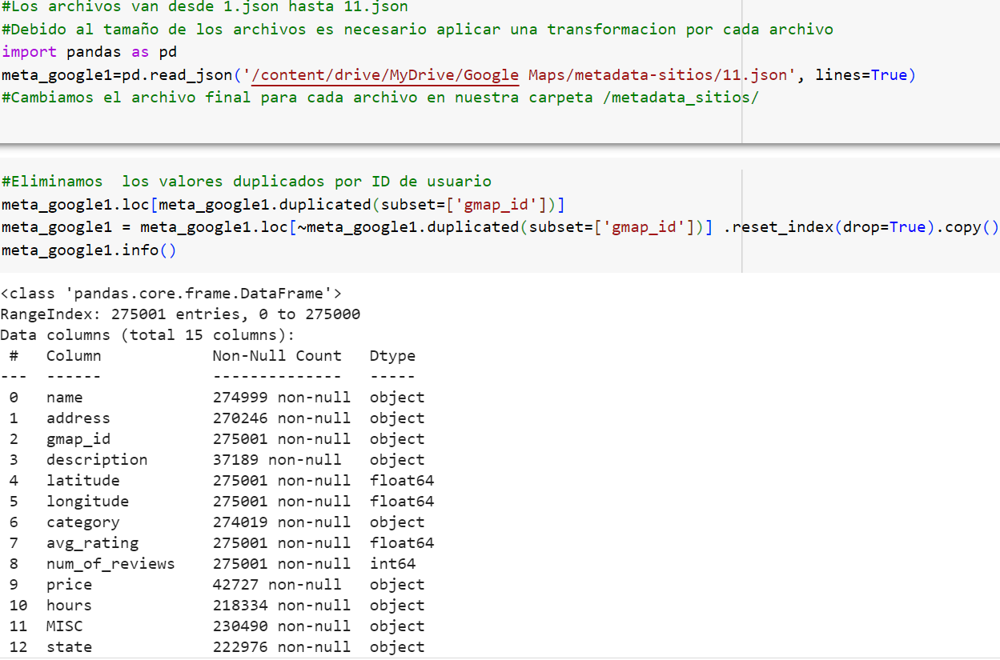 #Los archivos van desde 1.json hasta 11.json
#Debido al tamaño de los archivos es necesario aplicar una transformacion por cada archivo
import pandas as pd
meta_google1=pd.read_json('/content/drive/MyDrive/Google Maps/metadata-sitios/11.json', lines=True)
#Cambiamos el archivo final para cada archivo en nuestra carpeta /metadata_sitios/
#Eliminamos  los valores duplicados por ID de usuario
meta_google1.loc[meta_google1.duplicated(subset=['gmap_id'])]
meta_google1 = meta_google1.loc[~meta_google1.duplicated(subset=['gmap_id'])] .reset_index(drop=True).copy()
meta_google1.info()
<class 'pandas.core.frame.DataFrame'>
RangeIndex: 275001 entries, 0 to 275000
Data columns (total 15 columns):
 #   Column            Non-Null Count   Dtype
---  ------            --------------   -----
 0   name              274999 non-null  object
 1   address           270246 non-null  object
 2   gmap_id           275001 non-null  object
 3   description       37189 non-null   object
 4   latitude          275001 non-null  float64
 5   longitude         275001 non-null  float64
 6   category          274019 non-null  object
 7   avg_rating        275001 non-null  float64
 8   num_of_reviews    275001 non-null  int64
 9   price             42727 non-null   object
 10  hours             218334 non-null  object
 11  MISC              230490 non-null  object
 12  state             222976 non-null  object